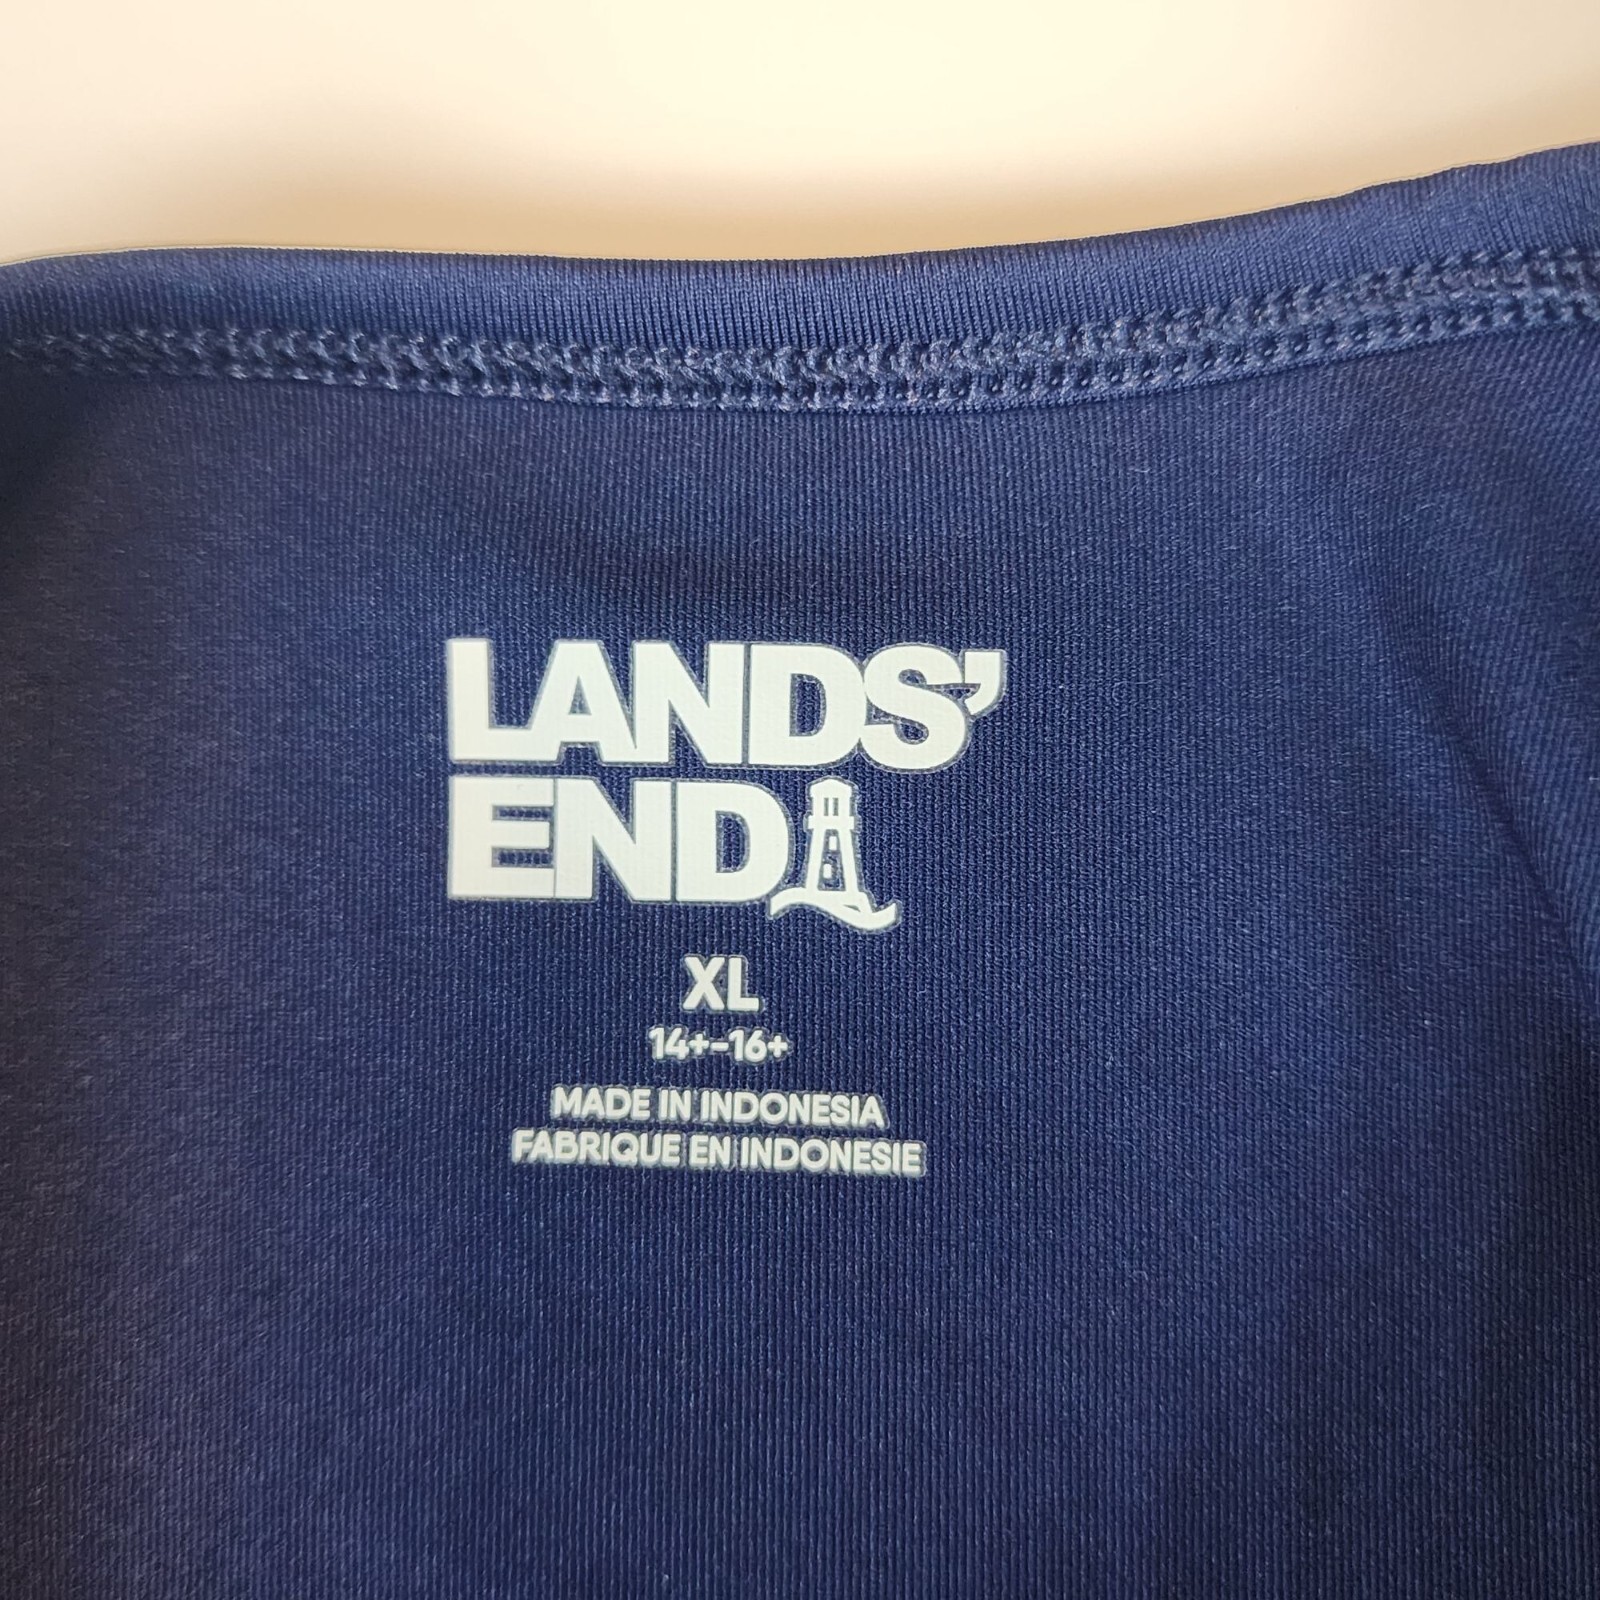 LANDS'
END
XL
14+-16+
MADE IN INDONESIA
FABRIQUE EN INDONESIE